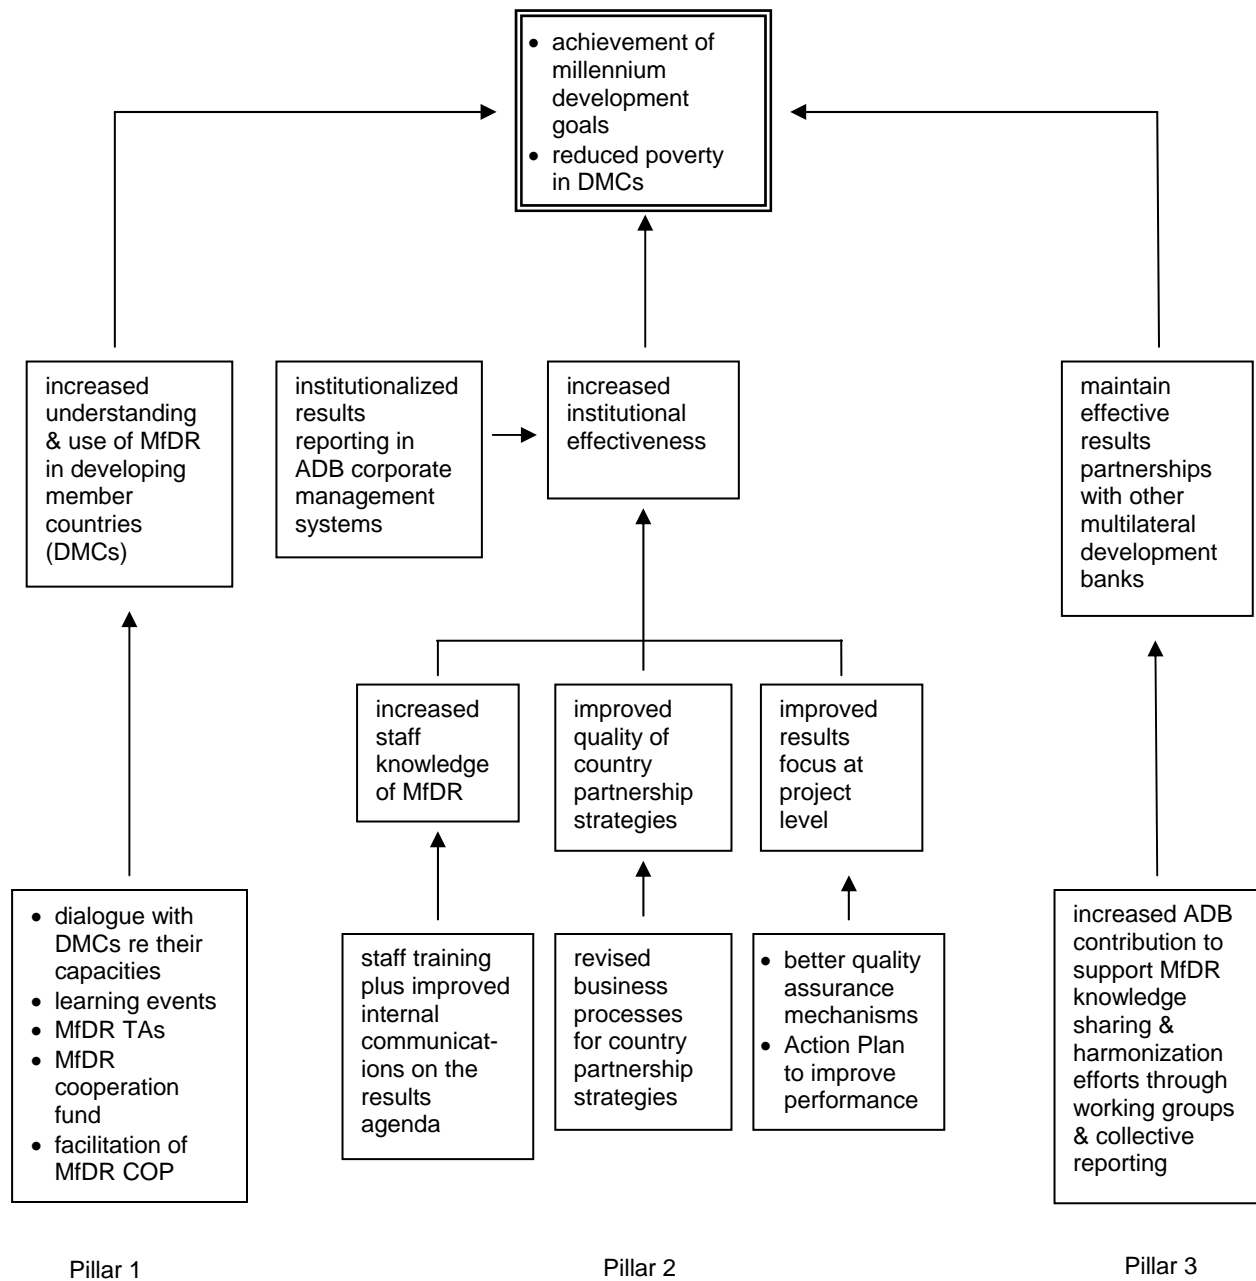 • achievement of
millennium
development
goals
• reduced poverty
in DMCs
increased
understanding
& use of MfDR
in developing
member
countries
(DMCs)
institutionalized
results
reporting in
ADB corporate
management
systems
increased
institutional
effectiveness
maintain
effective
results
partnerships
with other
multilateral
development
banks
increased
staff
knowledge
of MfDR
improved
quality of
country
partnership
strategies
improved
results
focus at
project
level
• dialogue with
DMCs re their
capacities
• learning events
• MfDR TAs
• MfDR
cooperation
fund
• facilitation of
MfDR COP
staff training
plus improved
internal
communicat-
ions on the
results
agenda
revised
business
processes
for country
partnership
strategies
• better quality
assurance
mechanisms
• Action Plan
to improve
performance
increased ADB
contribution to
support MfDR
knowledge
sharing &
harmonization
efforts through
working groups
& collective
reporting
Pillar 1
Pillar 2
Pillar 3